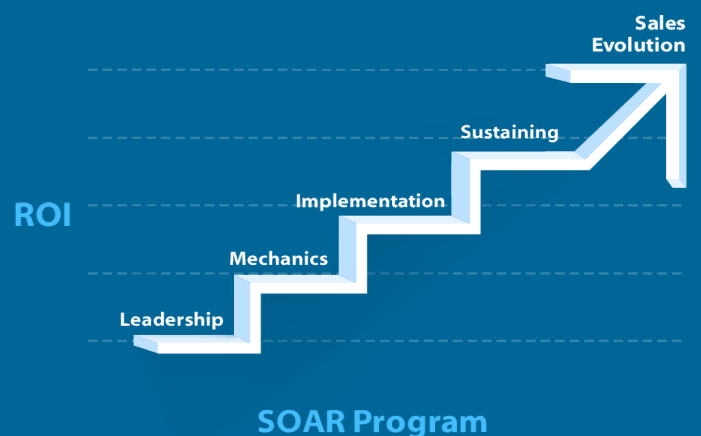 Sales
Evolution
Sustaining
Implementation
ROI
Mechanics
Leadership
SOAR Program